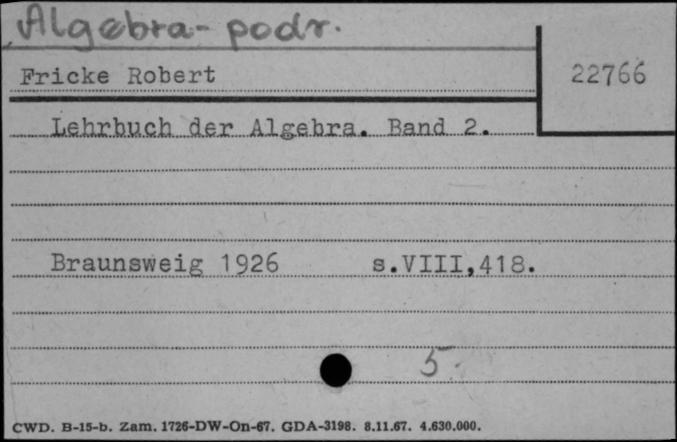 Algebra- podr.
Fricke Robert
22766
Lehrbuch der Algebra. Band 2.
Braunsweig 1926 s.VIII,418.
5.
CWD. B-15-b. Zam. 1726-DW-On-67. GDA-3198. 8.11.67. 4.630.000.